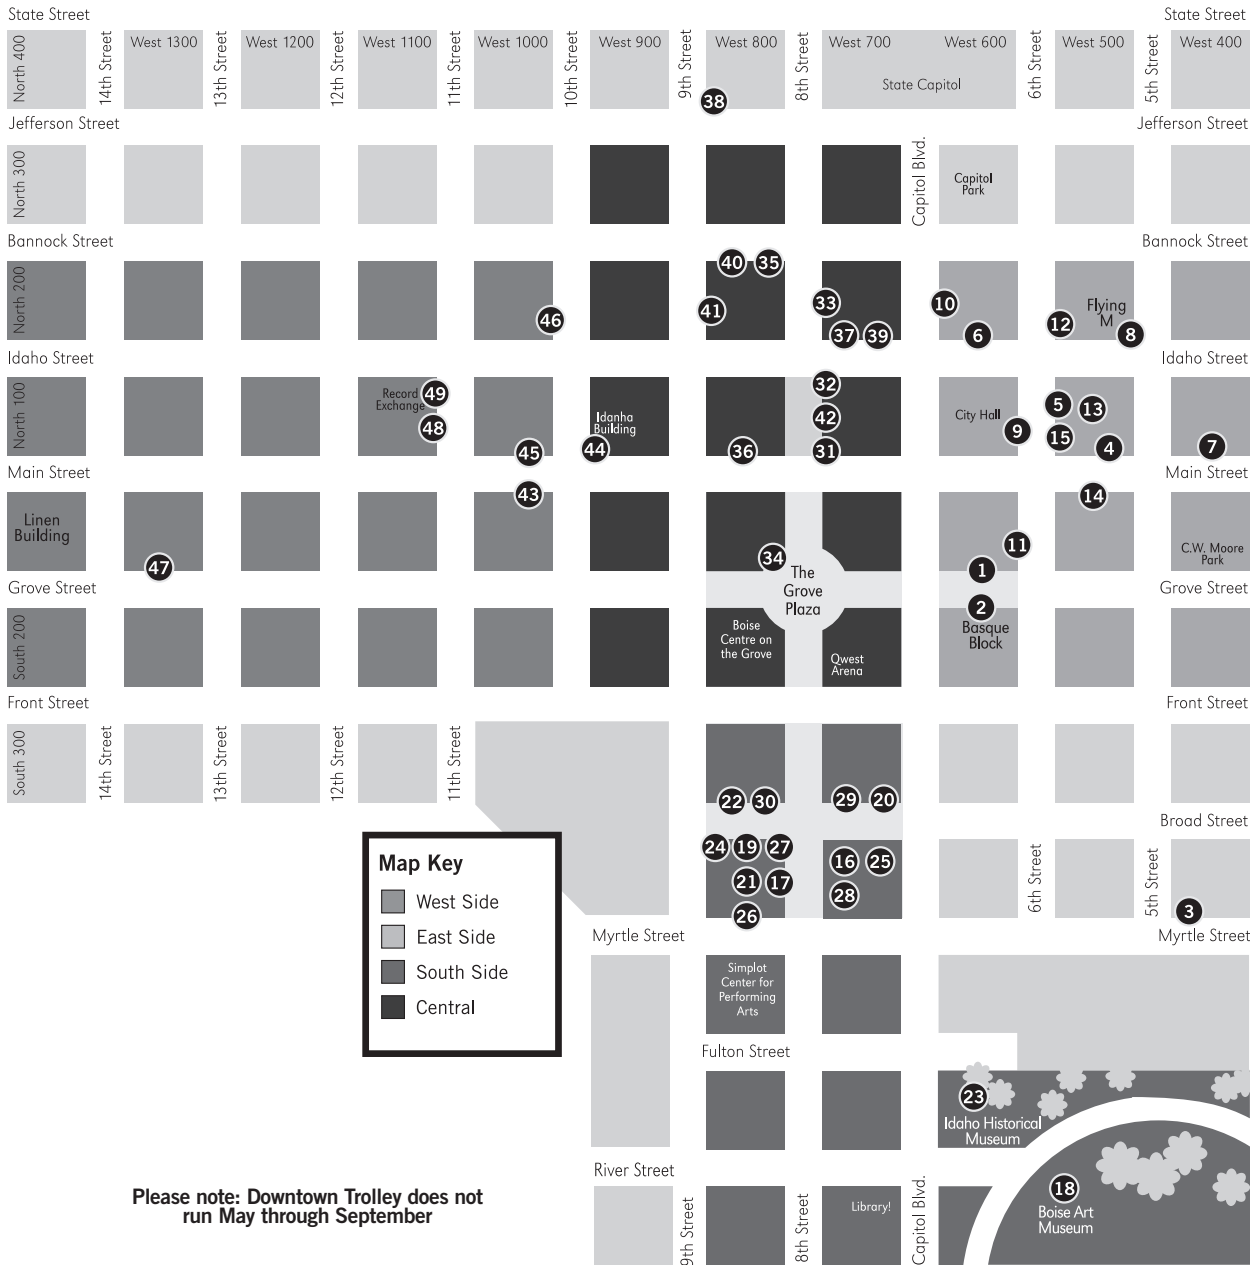 State Street
State Street
North 400
14th Street
West 1300
13th Street
West 1200
12th Street
West 1100
11th Street
West 1000
10th Street
West 900
9th Street
West 800
38
8th Street
West 700
West 600
State Capitol
6th Street
West 500
5th Street
West 400
Jefferson Street
Jefferson Street
North 300
Capitol Blvd.
Capitol
Park
Bannock Street
Bannock Street
North 200
46
40
35
41
33
37
39
10
6
12
Flying
M
8
Idaho Street
Idaho Street
North 100
Record
Exchange
49
48
45
Idanha
Building
44
36
32
42
31
City Hall
9
5
13
15
4
7
Main Street
Main Street
Linen
Building
47
43
34
The
Grove
Plaza
11
1
14
C.W. Moore
Park
Grove Street
Grove Street
South 200
Boise
Centre on
the Grove
Qwest
Arena
2
Basque
Block
Front Street
Front Street
South 300
14th Street
13th Street
12th Street
11th Street
22
30
29
20
Broad Street
24
19
27
21
17
26
16
25
28
6th Street
5th Street
3
Map Key
West Side
East Side
South Side
Central
Myrtle Street
Myrtle Street
Simplot
Center for
Performing
Arts
Fulton Street
23
Idaho Historical
Museum
River Street
9th Street
8th Street
Library!
Capitol Blvd.
18
Boise Art
Museum
Please note: Downtown Trolley does not
run May through September